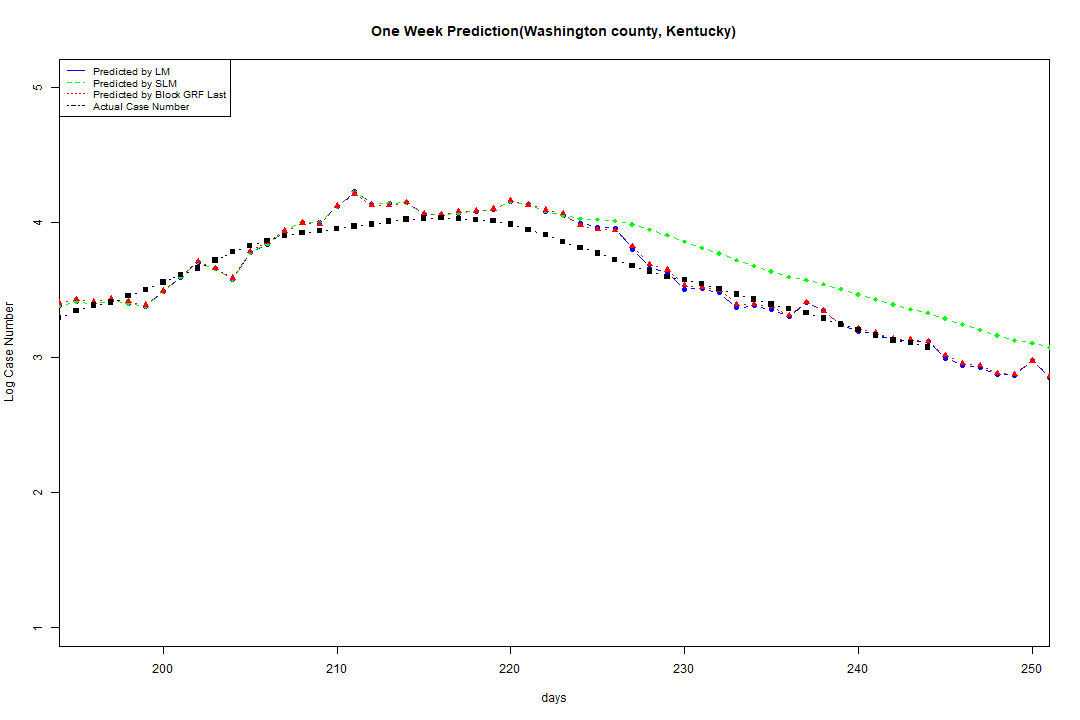 One Week Prediction(Washington county, Kentucky)
Predicted by LM
Predicted by SLM
Predicted by Block GRF Last
Actual Case Number
5
4
3
2
1
Log Case Number
200 210 220 230 240 250
days